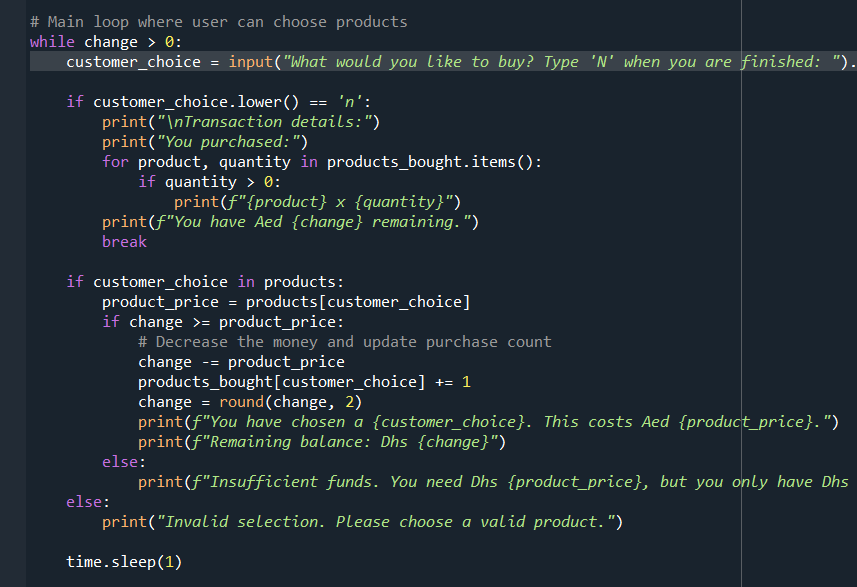 # Main loop where user can choose products
while change > 0:
    customer_choice = input("What would you like to buy? Type 'N' when you are finished: ").
    if customer_choice.lower() == 'n':
        print("\nTransaction details:")
        print("You purchased:")
        for product, quantity in products_bought.items():
            if quantity > 0:
                print(f"{product} x {quantity}")
        print(f"You have Aed {change} remaining.")
        break
    if customer_choice in products:
        product_price = products[customer_choice]
        if change >= product_price:
            # Decrease the money and update purchase count
            change -= product_price
            products_bought[customer_choice] += 1
            change = round(change, 2)
            print(f"You have chosen a {customer_choice}. This costs Aed {product_price}.")
            print(f"Remaining balance: Dhs {change}")
        else:
            print(f"Insufficient funds. You need Dhs {product_price}, but you only have Dhs
    else:
        print("Invalid selection. Please choose a valid product.")
    time.sleep(1)